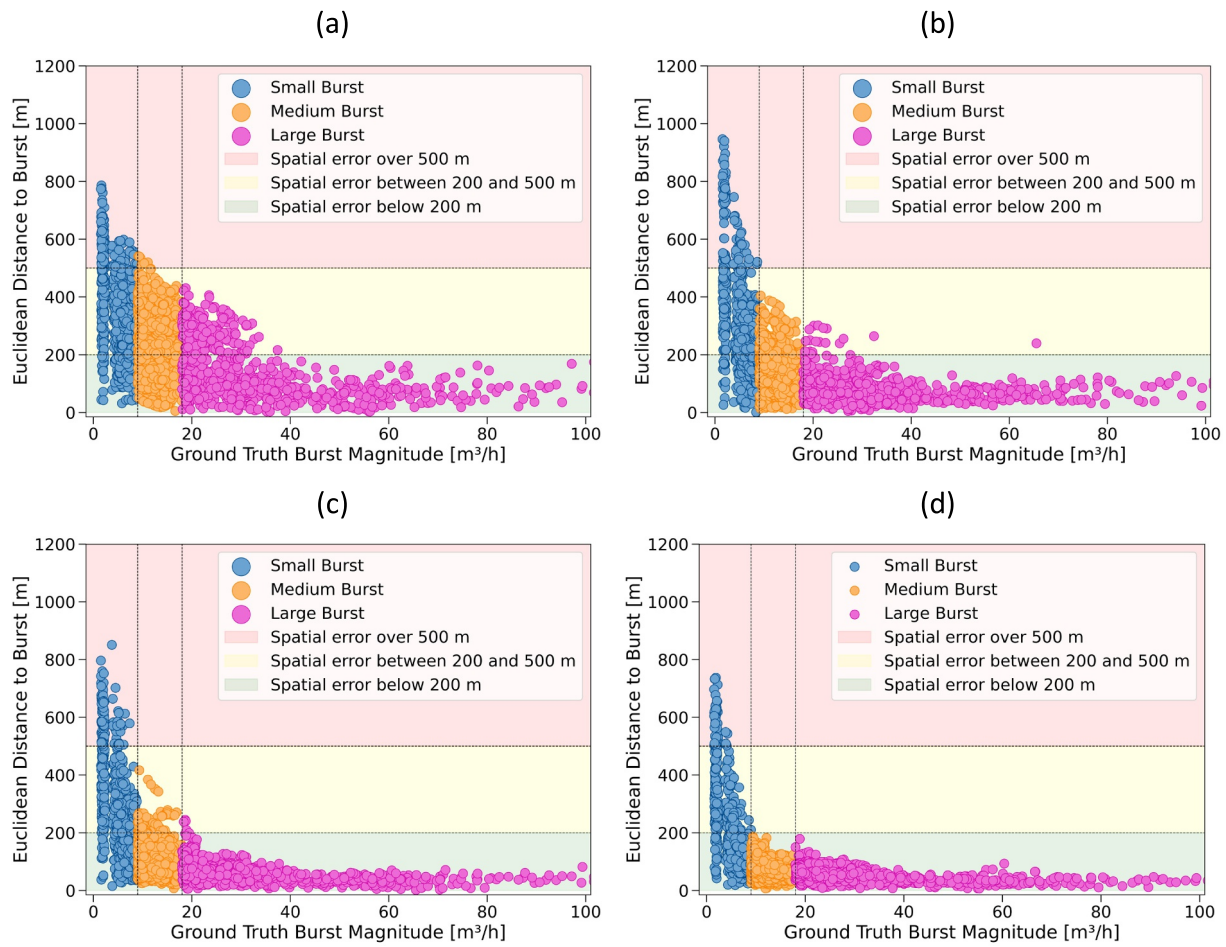 (a)
1200
1000
800
600
400
200
0
Euclidean Distance to Burst [m]
Small Burst
Medium Burst
Large Burst
Spatial error over 500 m
Spatial error between 200 and 500 m
Spatial error below 200 m
0 20 40 60 80 100
Ground Truth Burst Magnitude [m³/h]
(b)
1200
1000
800
600
400
200
0
Euclidean Distance to Burst [m]
Small Burst
Medium Burst
Large Burst
Spatial error over 500 m
Spatial error between 200 and 500 m
Spatial error below 200 m
0 20 40 60 80 100
Ground Truth Burst Magnitude [m³/h]
(c)
1200
1000
800
600
400
200
0
Euclidean Distance to Burst [m]
Small Burst
Medium Burst
Large Burst
Spatial error over 500 m
Spatial error between 200 and 500 m
Spatial error below 200 m
0 20 40 60 80 100
Ground Truth Burst Magnitude [m³/h]
(d)
1200
1000
800
600
400
200
0
Euclidean Distance to Burst [m]
Small Burst
Medium Burst
Large Burst
Spatial error over 500 m
Spatial error between 200 and 500 m
Spatial error below 200 m
0 20 40 60 80 100
Ground Truth Burst Magnitude [m³/h]